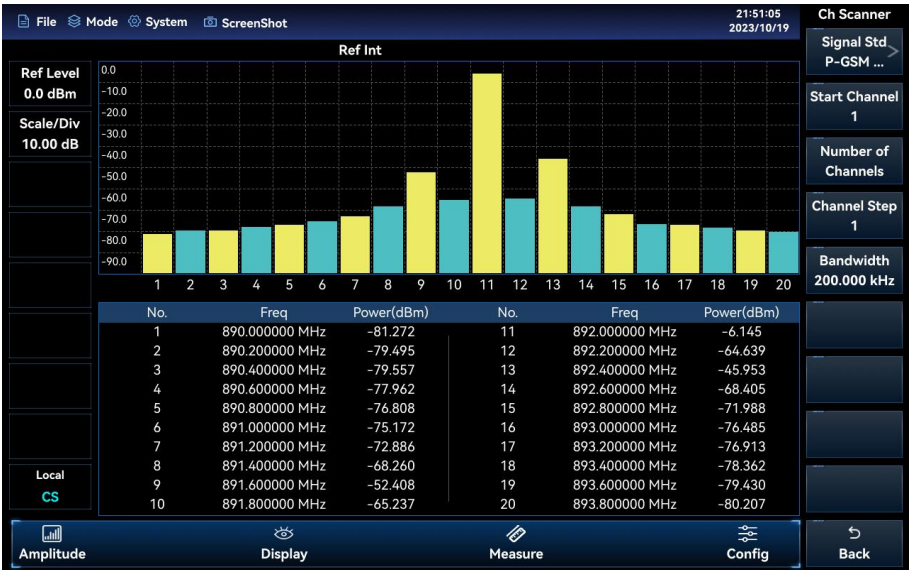 File Mode System ScreenShot
21:51:05
2023/10/19
Ch Scanner
Ref Int
Ref Level
0.0 dBm
Scale/Div
10.00 dB
Local
CS
0.0
-10.0
-20.0
-30.0
-40.0
-50.0
-60.0
-70.0
-80.0
-90.0
1 2 3 4 5 6 7 8 9 10 11 12 13 14 15 16 17 18 19 20
No. Freq Power(dBm) No. Freq Power(dBm)
1 890.000000 MHz -81.272 11 892.000000 MHz -6.145
2 890.200000 MHz -79.495 12 892.200000 MHz -64.639
3 890.400000 MHz -79.557 13 892.400000 MHz -45.953
4 890.600000 MHz -77.962 14 892.600000 MHz -68.405
5 890.800000 MHz -76.808 15 892.800000 MHz -71.988
6 891.000000 MHz -75.172 16 893.000000 MHz -76.485
7 891.200000 MHz -72.886 17 893.200000 MHz -76.913
8 891.400000 MHz -68.260 18 893.400000 MHz -78.362
9 891.600000 MHz -52.408 19 893.600000 MHz -79.430
10 891.800000 MHz -65.237 20 893.800000 MHz -80.207
Signal Std
P-GSM ...
Start Channel
1
Number of
Channels
Channel Step
1
Bandwidth
200.000 kHz
Amplitude Display Measure Config Back